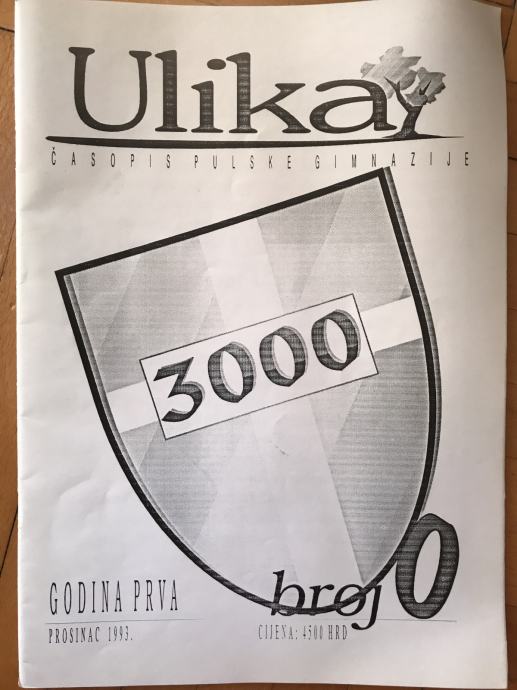 Ulika
ČASOPIS PULSKE GIMNAZIJE
3000
GODINA PRVA
broj 0
PROSINAC 1993.
CIJENA: 4500 HRD